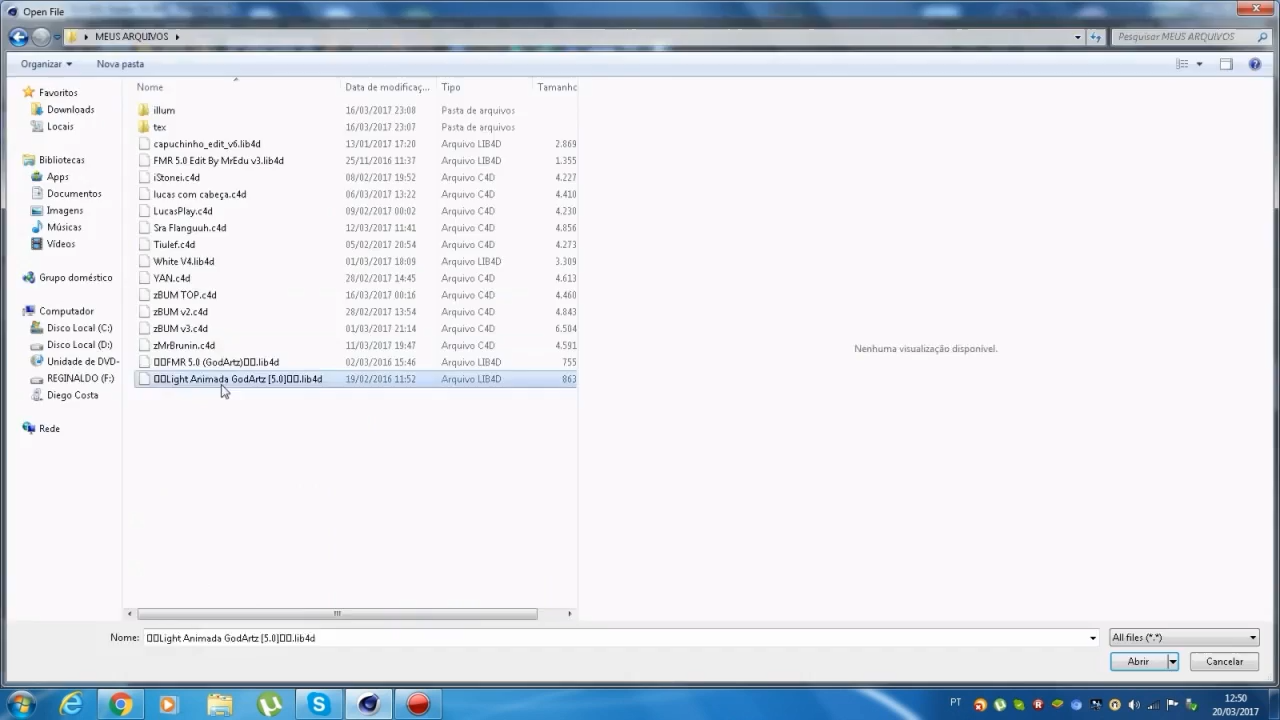 Open File
MEUS ARQUIVOS
Pesquisar MEUS ARQUIVOS
Organizar
Nova pasta
Nome
Data de modificaç...
Tipo
Tamanho
illum 16/03/2017 23:08 Pasta de arquivos
tex 16/03/2017 23:07 Pasta de arquivos
capuchinho_edit_v6.lib4d 13/01/2017 17:20 Arquivo LIB4D 2.869
FMR 5.0 Edit By MrEdu v3.lib4d 25/11/2016 11:37 Arquivo LIB4D 1.355
iStonei.c4d 08/02/2017 19:52 Arquivo C4D 4.227
lucas com cabeça.c4d 06/03/2017 13:22 Arquivo C4D 4.410
LucasPlay.c4d 09/02/2017 00:02 Arquivo C4D 4.230
Sra Flanguuh.c4d 12/03/2017 11:41 Arquivo C4D 4.856
Tiulef.c4d 05/02/2017 20:54 Arquivo C4D 4.273
White V4.lib4d 01/03/2017 18:09 Arquivo LIB4D 3.309
YAN.c4d 28/02/2017 14:45 Arquivo C4D 4.613
zBUM TOP.c4d 16/03/2017 00:16 Arquivo C4D 4.460
zBUM v2.c4d 28/02/2017 13:54 Arquivo C4D 4.843
zBUM v3.c4d 01/03/2017 21:14 Arquivo C4D 6.504
zMrBrunin.c4d 11/03/2017 19:47 Arquivo C4D 4.591
▯▯FMR 5.0 (GodArtz)▯▯.lib4d 02/03/2016 15:46 Arquivo LIB4D 755
▯▯Light Animada GodArtz [5.0]▯▯.lib4d 19/02/2016 11:52 Arquivo LIB4D 863
Favoritos
Downloads
Locais
Bibliotecas
Apps
Documentos
Imagens
Músicas
Vídeos
Grupo doméstico
Computador
Disco Local (C:)
Disco Local (D:)
Unidade de DVD-
REGINALDO (F:)
Diego Costa
Rede
Nenhuma visualização disponível.
Nome: ▯▯Light Animada GodArtz [5.0]▯▯.lib4d
All files (*.*)
Abrir
Cancelar
PT
12:50
20/03/2017